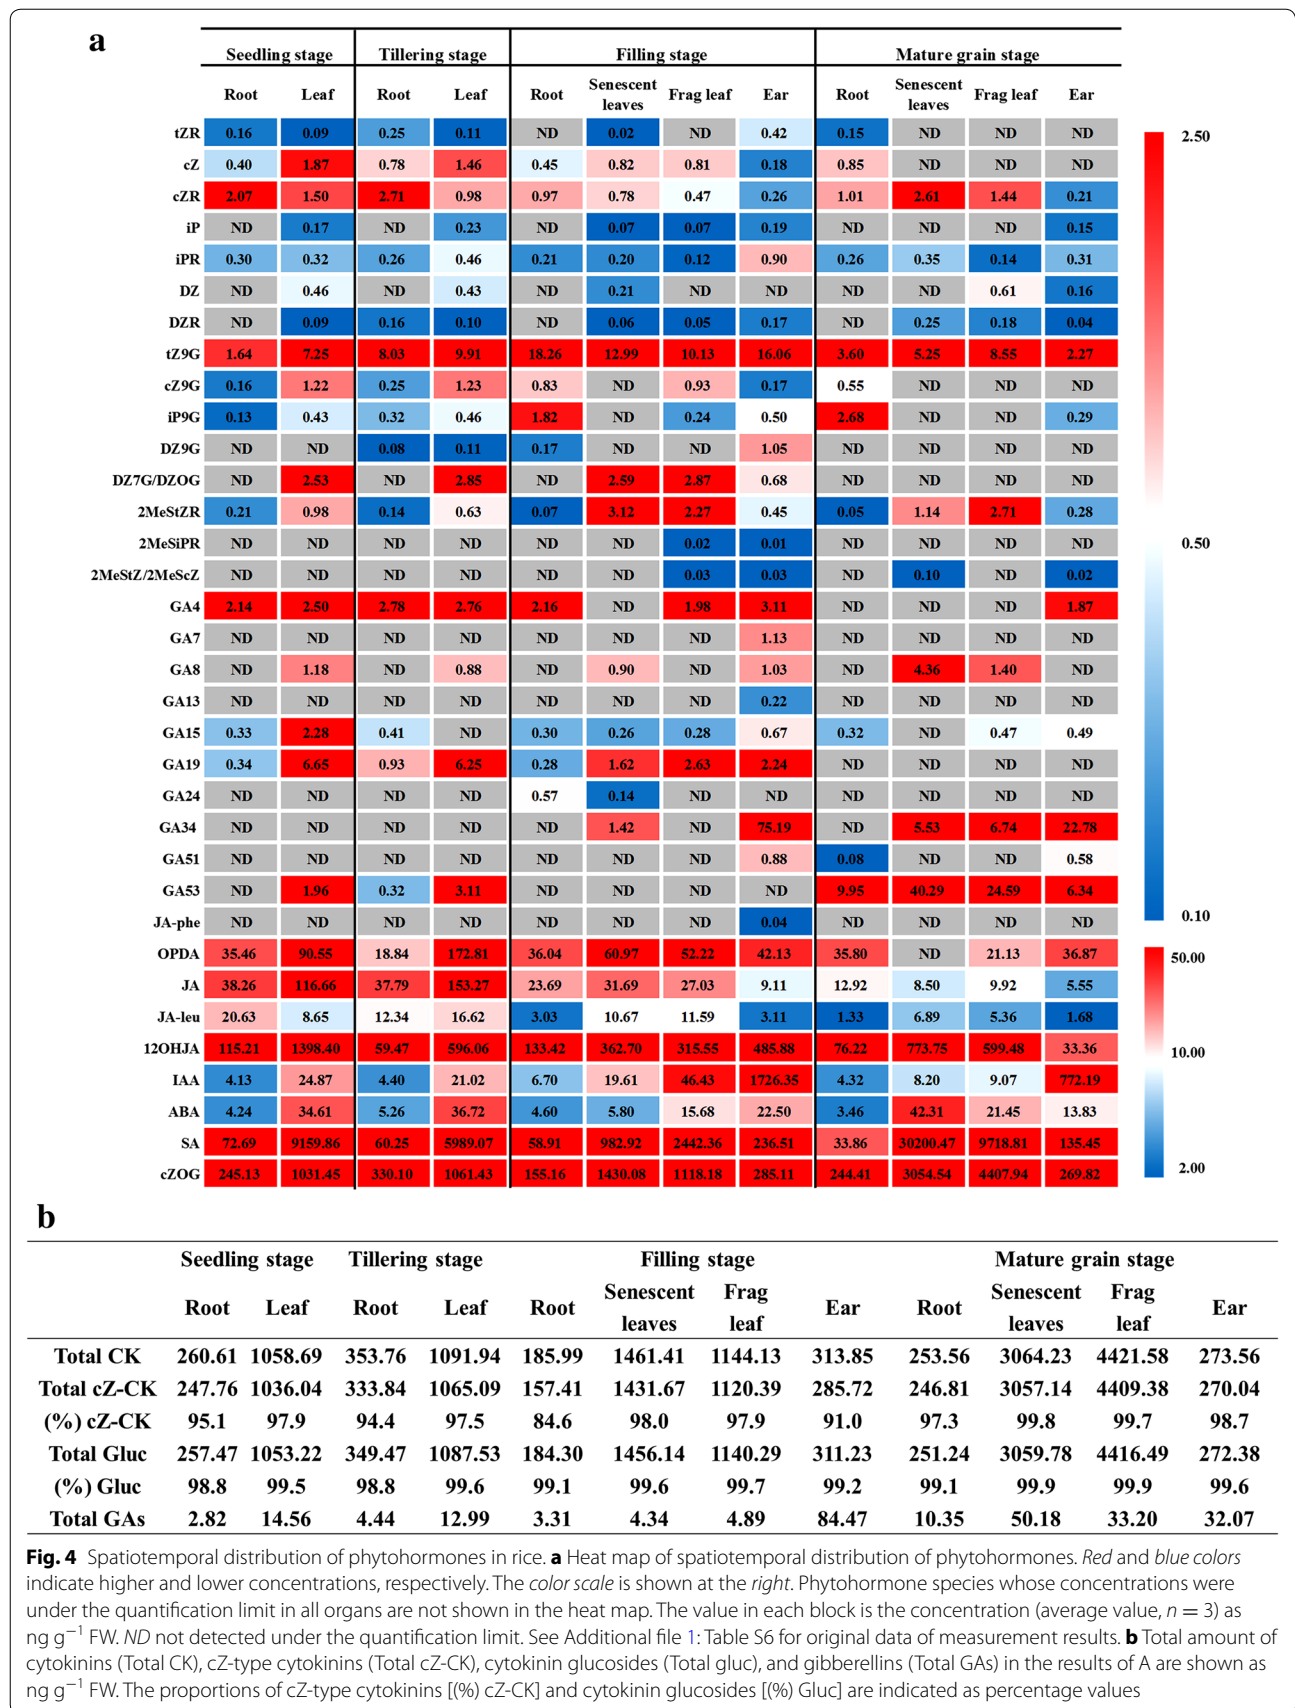 a
Seedling stage Tillering stage Filling stage Mature grain stage
Root Leaf Root Leaf Root Senescent leaves Frag leaf Ear Root Senescent leaves Frag leaf Ear
tZR 0.16 0.09 0.25 0.11 ND 0.02 ND 0.42 0.15 ND ND ND
cZ 0.40 1.87 0.78 1.46 0.45 0.82 0.81 0.18 0.85 ND ND ND
cZR 2.07 1.50 2.71 0.98 0.97 0.78 0.47 0.26 1.01 2.61 1.44 0.21
iP ND 0.17 ND 0.23 ND 0.07 0.07 0.19 ND ND ND 0.15
iPR 0.30 0.32 0.26 0.46 0.21 0.20 0.12 0.90 0.26 0.35 0.14 0.31
DZ ND 0.46 ND 0.43 ND 0.21 ND ND ND ND 0.61 0.16
DZR ND 0.09 0.16 0.10 ND 0.06 0.05 0.17 ND 0.25 0.18 0.04
tZ9G 1.64 7.25 8.03 9.91 18.26 12.99 10.13 16.06 3.60 5.25 8.55 2.27
cZ9G 0.16 1.22 0.25 1.23 0.83 ND 0.93 0.17 0.55 ND ND ND
iP9G 0.13 0.43 0.32 0.46 1.82 ND 0.24 0.50 2.68 ND ND 0.29
DZ9G ND ND 0.08 0.11 0.17 ND ND 1.05 ND ND ND ND
DZ7G/DZOG ND 2.53 ND 2.85 ND 2.59 2.87 0.68 ND ND ND ND
2MeStZR 0.21 0.98 0.14 0.63 0.07 3.12 2.27 0.45 0.05 1.14 2.71 0.28
2MeSiPR ND ND ND ND ND ND 0.02 0.01 ND ND ND ND
2MeStZ/2MeScZ ND ND ND ND ND ND 0.03 0.03 ND 0.10 ND 0.02
GA4 2.14 2.50 2.78 2.76 2.16 ND 1.98 3.11 ND ND ND 1.87
GA7 ND ND ND ND ND ND ND 1.13 ND ND ND ND
GA8 ND 1.18 ND 0.88 ND 0.90 ND 1.03 ND 4.36 1.40 ND
GA13 ND ND ND ND ND ND ND 0.22 ND ND ND ND
GA15 0.33 2.28 0.41 ND 0.30 0.26 0.28 0.67 0.32 ND 0.47 0.49
GA19 0.34 6.65 0.93 6.25 0.28 1.62 2.63 2.24 ND ND ND ND
GA24 ND ND ND ND 0.57 0.14 ND ND ND ND ND ND
GA34 ND ND ND ND ND 1.42 ND 75.19 ND 5.53 6.74 22.78
GA51 ND ND ND ND ND ND ND 0.88 0.08 ND ND 0.58
GA53 ND 1.96 0.32 3.11 ND ND ND ND 9.95 40.29 24.59 6.34
JA-phe ND ND ND ND ND ND ND 0.04 ND ND ND ND
OPDA 35.46 90.55 18.84 172.81 36.04 60.97 52.22 42.13 35.80 ND 21.13 36.87
JA 38.26 116.66 37.79 153.27 23.69 31.69 27.03 9.11 12.92 8.50 9.92 5.55
JA-leu 20.63 8.65 12.34 16.62 3.03 10.67 11.59 3.11 1.33 6.89 5.36 1.68
12OHJA 115.21 1398.40 59.47 596.06 133.42 362.70 315.55 485.88 76.22 773.75 599.48 33.36
IAA 4.13 24.87 4.40 21.02 6.70 19.61 46.43 1726.35 4.32 8.20 9.07 772.19
ABA 4.24 34.61 5.26 36.72 4.60 5.80 15.68 22.50 3.46 42.31 21.45 13.83
SA 72.69 9159.86 60.25 5989.07 58.91 982.92 2442.36 236.51 33.86 30200.47 9718.81 135.45
cZOG 245.13 1031.45 330.10 1061.43 155.16 1430.08 1118.18 285.11 244.41 3054.54 4407.94 269.82
2.50
0.50
0.10
50.00
10.00
2.00
b
Seedling stage Tillering stage Filling stage Mature grain stage
Root Leaf Root Leaf Root Senescent leaves Frag leaf Ear Root Senescent leaves Frag leaf Ear
Total CK 260.61 1058.69 353.76 1091.94 185.99 1461.41 1144.13 313.85 253.56 3064.23 4421.58 273.56
Total cZ-CK 247.76 1036.04 333.84 1065.09 157.41 1431.67 1120.39 285.72 246.81 3057.14 4409.38 270.04
(%) cZ-CK 95.1 97.9 94.4 97.5 84.6 98.0 97.9 91.0 97.3 99.8 99.7 98.7
Total Gluc 257.47 1053.22 349.47 1087.53 184.30 1456.14 1140.29 311.23 251.24 3059.78 4416.49 272.38
(%) Gluc 98.8 99.5 98.8 99.6 99.1 99.6 99.7 99.2 99.1 99.9 99.9 99.6
Total GAs 2.82 14.56 4.44 12.99 3.31 4.34 4.89 84.47 10.35 50.18 33.20 32.07
Fig. 4 Spatiotemporal distribution of phytohormones in rice. a Heat map of spatiotemporal distribution of phytohormones. Red and blue colors
indicate higher and lower concentrations, respectively. The color scale is shown at the right. Phytohormone species whose concentrations were
under the quantification limit in all organs are not shown in the heat map. The value in each block is the concentration (average value, n = 3) as
ng g⁻¹ FW. ND not detected under the quantification limit. See Additional file 1: Table S6 for original data of measurement results. b Total amount of
cytokinins (Total CK), cZ-type cytokinins (Total cZ-CK), cytokinin glucosides (Total gluc), and gibberellins (Total GAs) in the results of A are shown as
ng g⁻¹ FW. The proportions of cZ-type cytokinins [(%) cZ-CK] and cytokinin glucosides [(%) Gluc] are indicated as percentage values